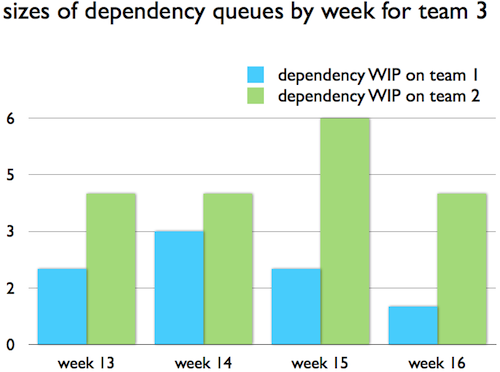 sizes of dependency queues by week for team 3
dependency WIP on team 1
dependency WIP on team 2
6
5
3
2
0
week 13 week 14 week 15 week 16